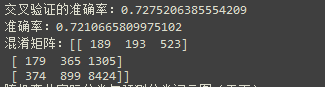 交叉验证的准确率：0.7275206385554209
准确率：0.7210665809975102
混淆矩阵：[[ 189  193  523]
 [ 179  365 1305]
 [ 374  899 8424]]